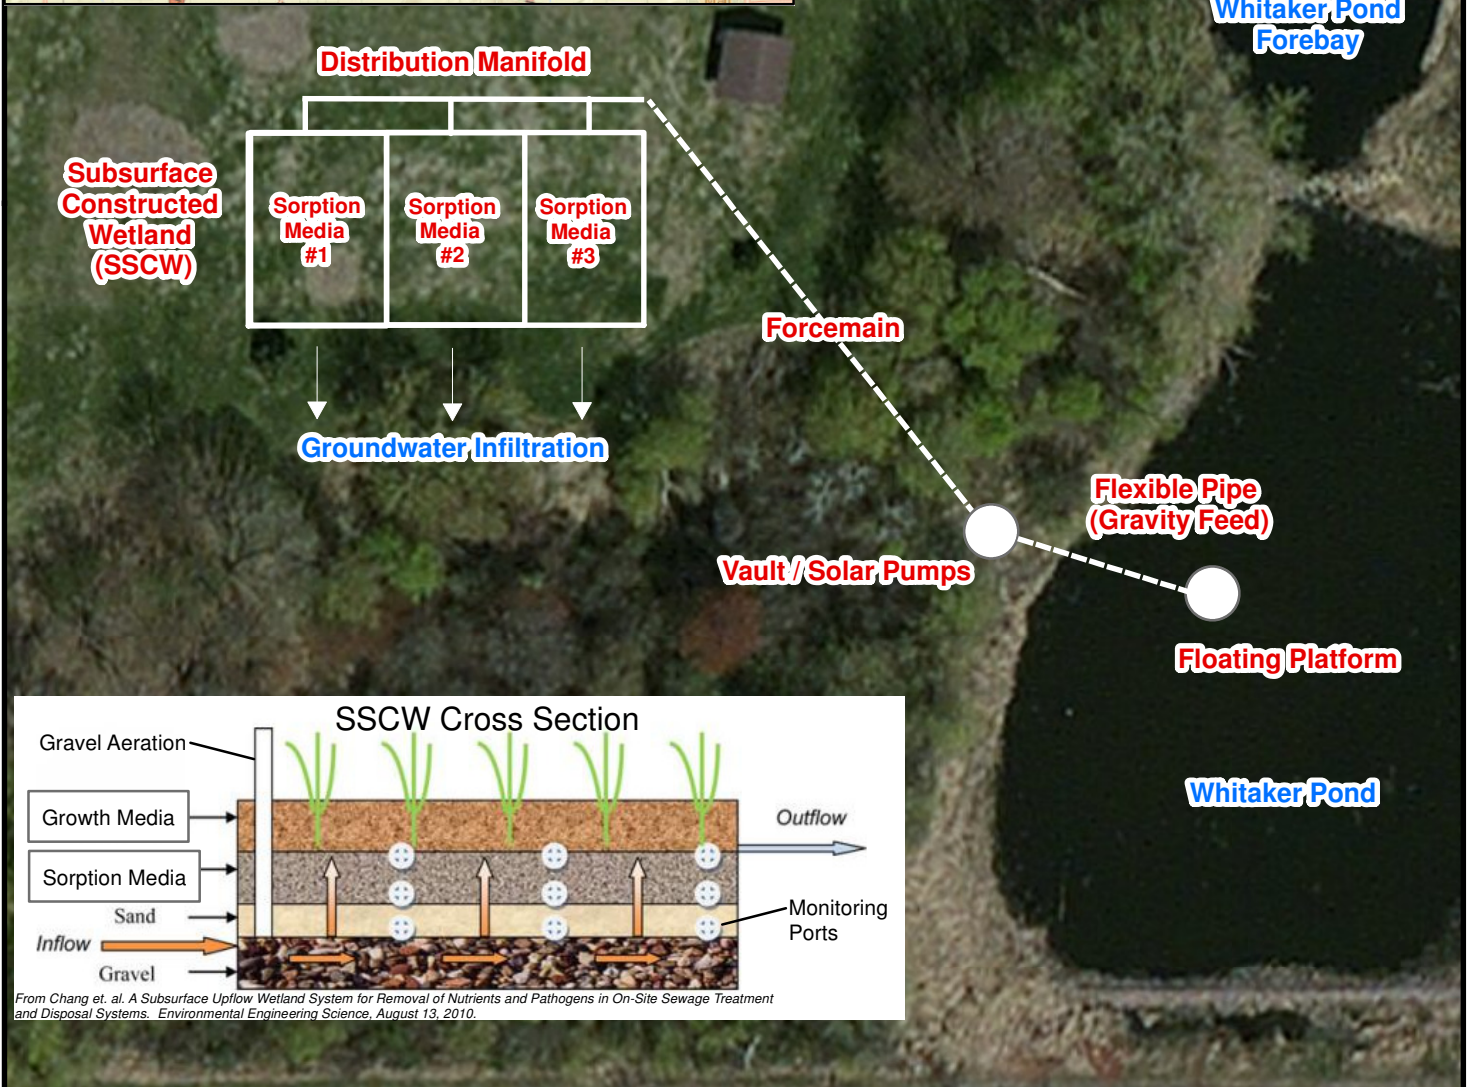 Whitaker Pond
Forebay
Distribution Manifold
Subsurface
Constructed
Wetland
(SSCW)
Sorption
Media
#1
Sorption
Media
#2
Sorption
Media
#3
Forcemain
Groundwater Infiltration
Flexible Pipe
(Gravity Feed)
Vault / Solar Pumps
Floating Platform
Whitaker Pond
SSCW Cross Section
Gravel Aeration
Growth Media
Sorption Media
Sand
Inflow
Gravel
Outflow
Monitoring
Ports
From Chang et. al. A Subsurface Upflow Wetland System for Removal of Nutrients and Pathogens in On-Site Sewage Treatment
and Disposal Systems. Environmental Engineering Science, August 13, 2010.